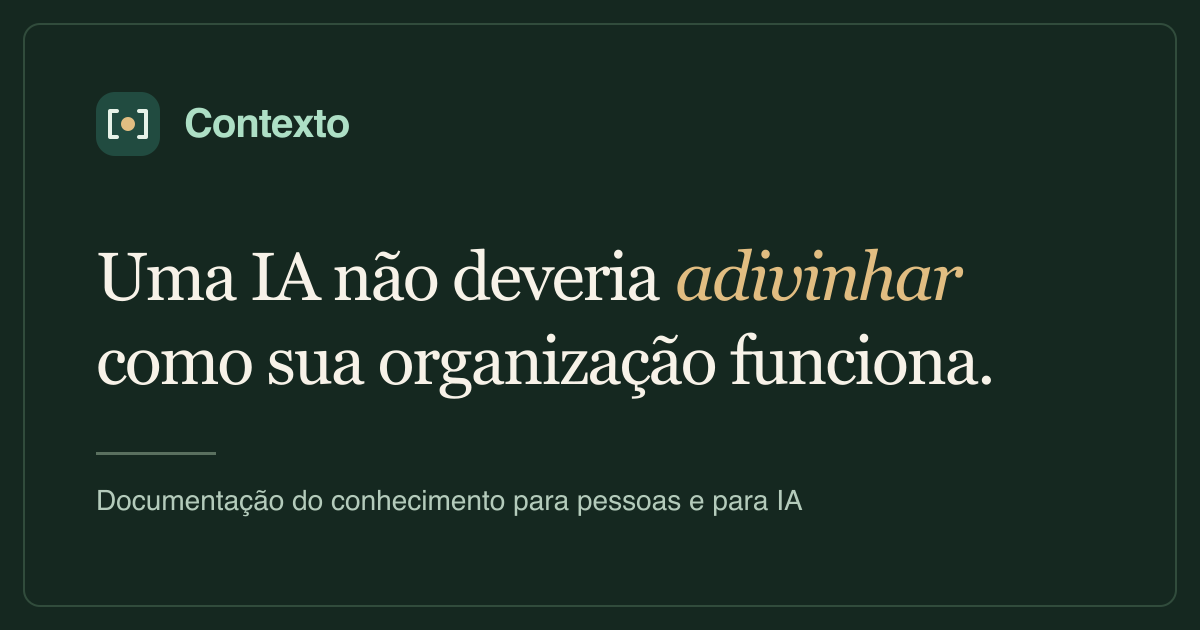 Contexto
Uma IA não deveria adivinhar
como sua organização funciona.
Documentação do conhecimento para pessoas e para IA